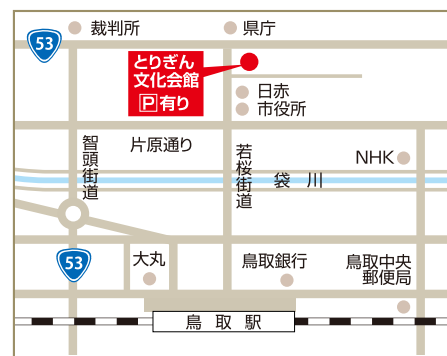 裁判所
県庁
53
とりぎん
文化会館
P有り
日赤
市役所
智頭街道
片原通り
若桜街道
NHK
袋川
53
大丸
鳥取銀行
鳥取中央
郵便局
鳥取駅